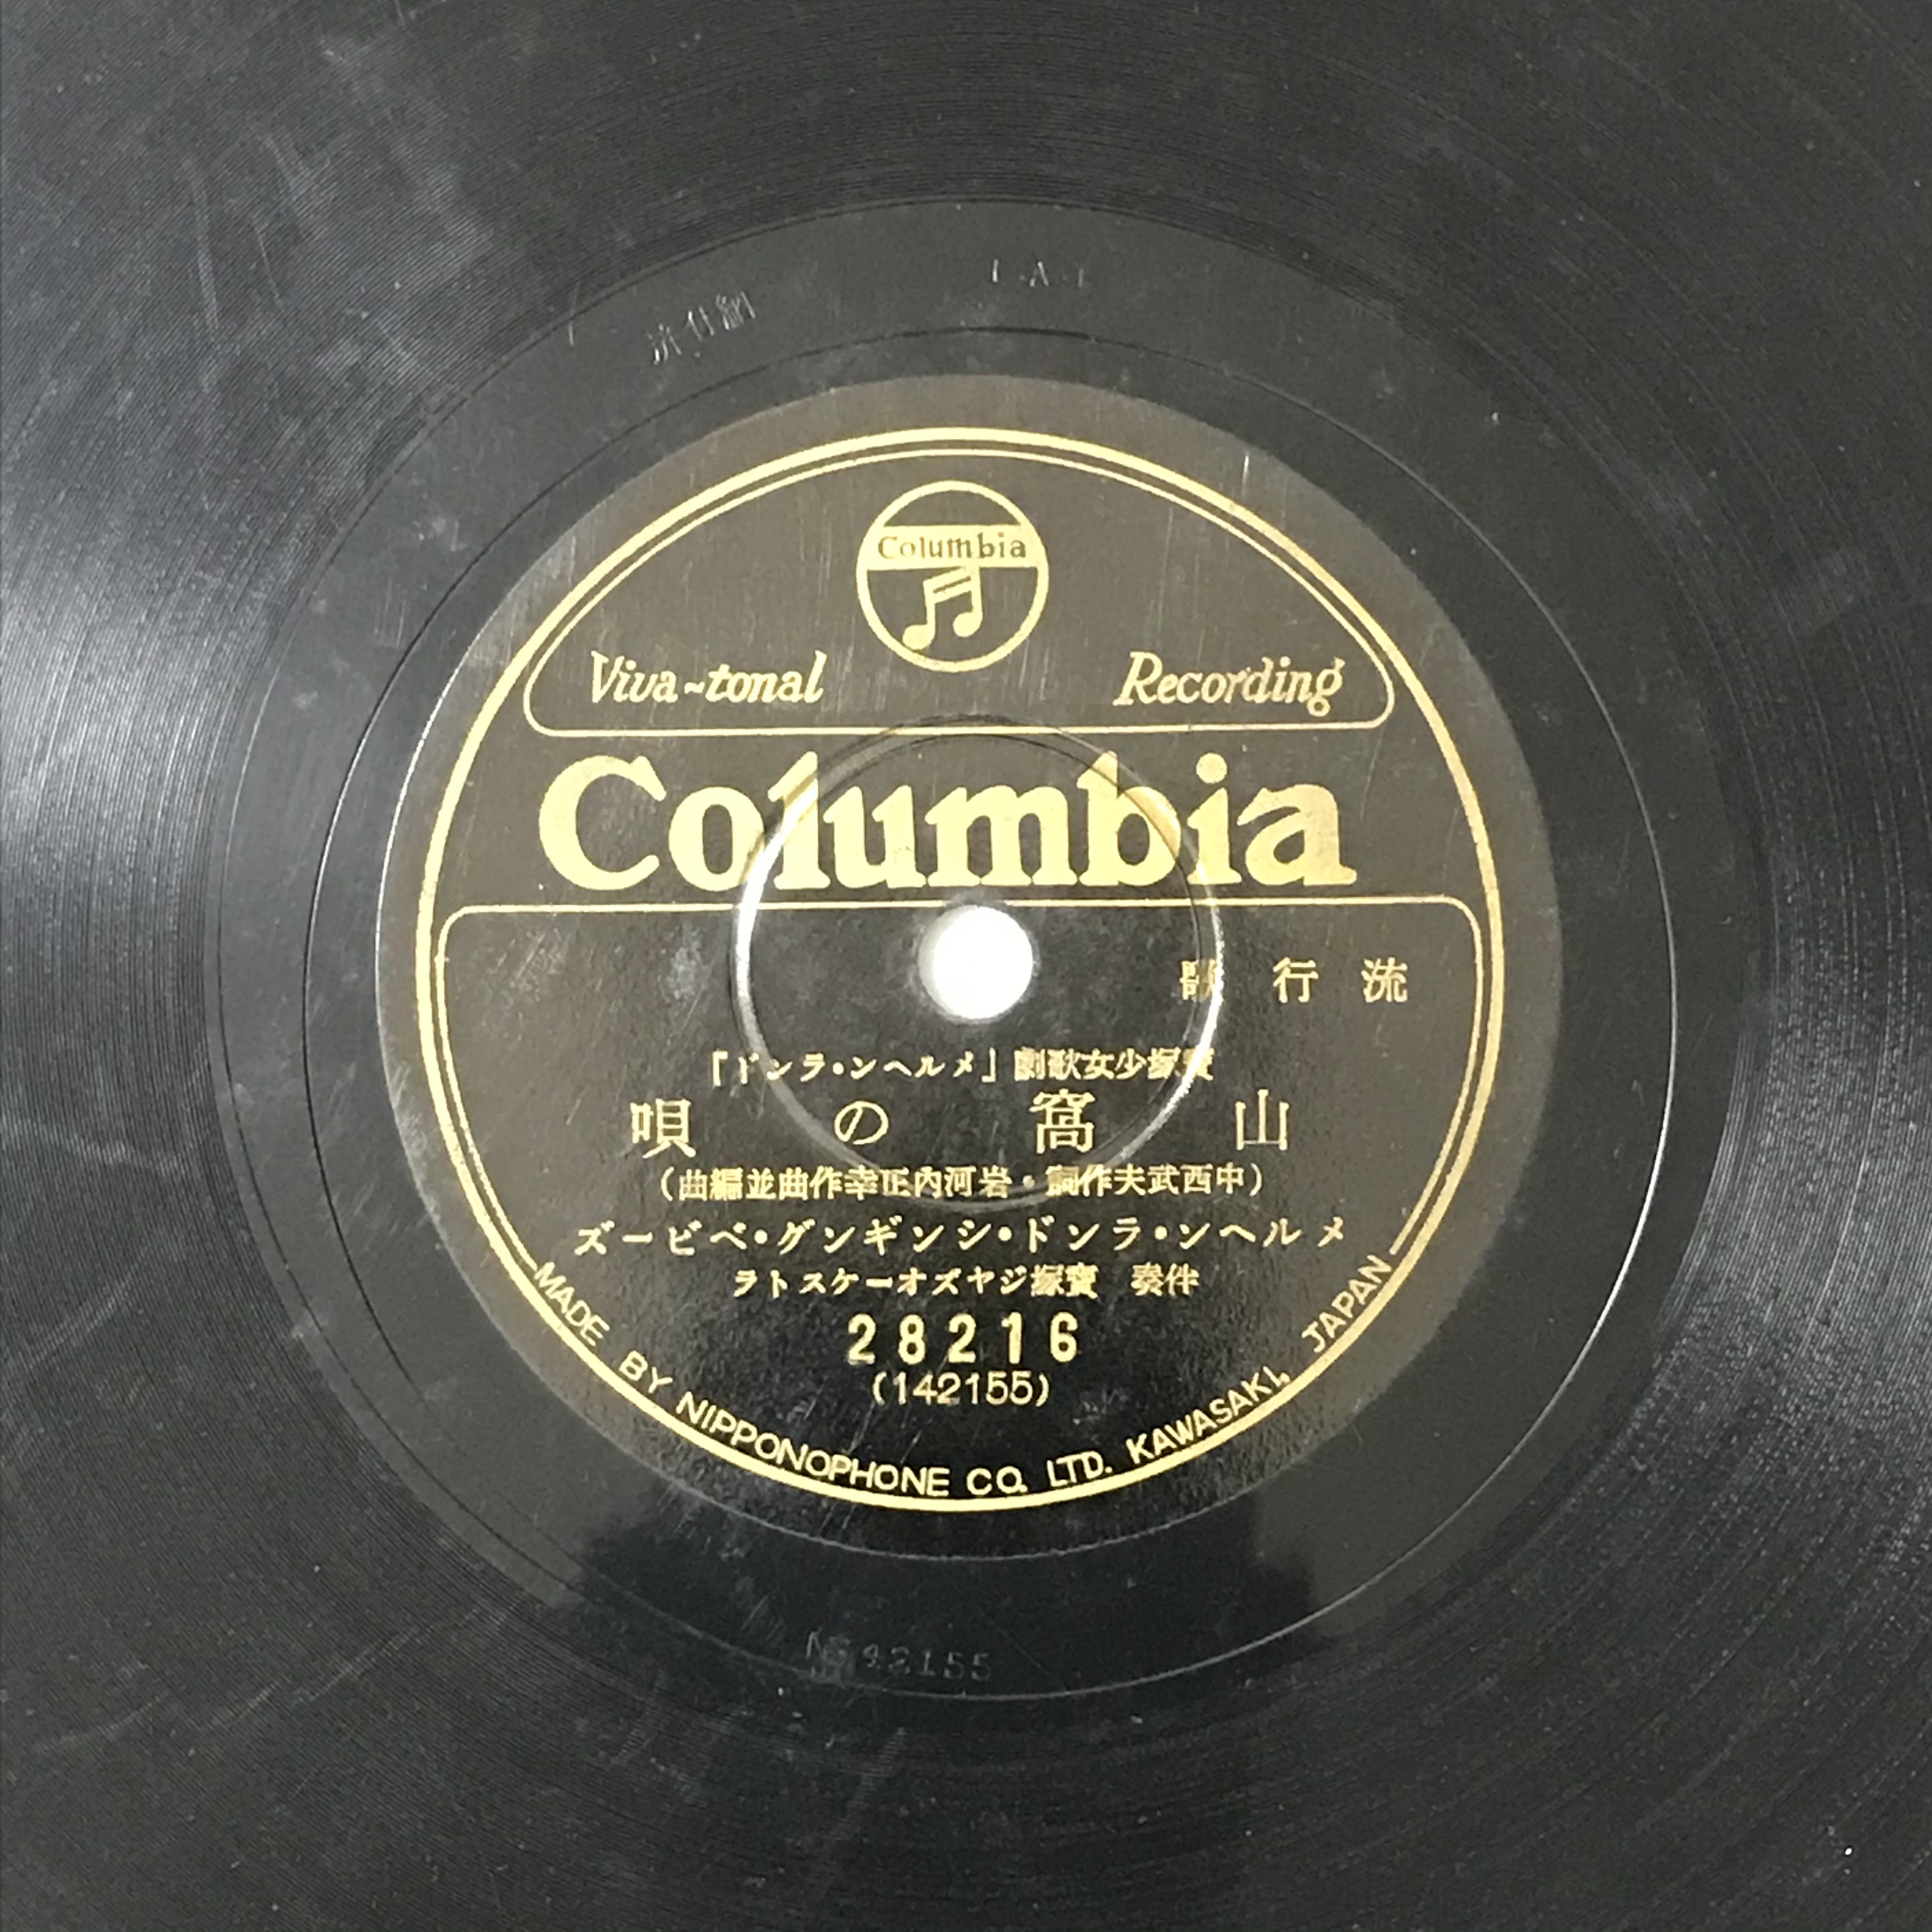 納付済
Columbia
Viva-tonal Recording
Columbia
流行歌
寶塚少女歌劇「メルヘン・ランド」
山窩の唄
(中西武夫作詞・岩河内正幸作曲並編曲)
メルヘン・ランド・シンギング・ベビーズ
伴奏 寶塚ジヤズオーケストラ
28216
(142155)
MADE BY NIPPONOPHONE CO. LTD. KAWASAKI, JAPAN